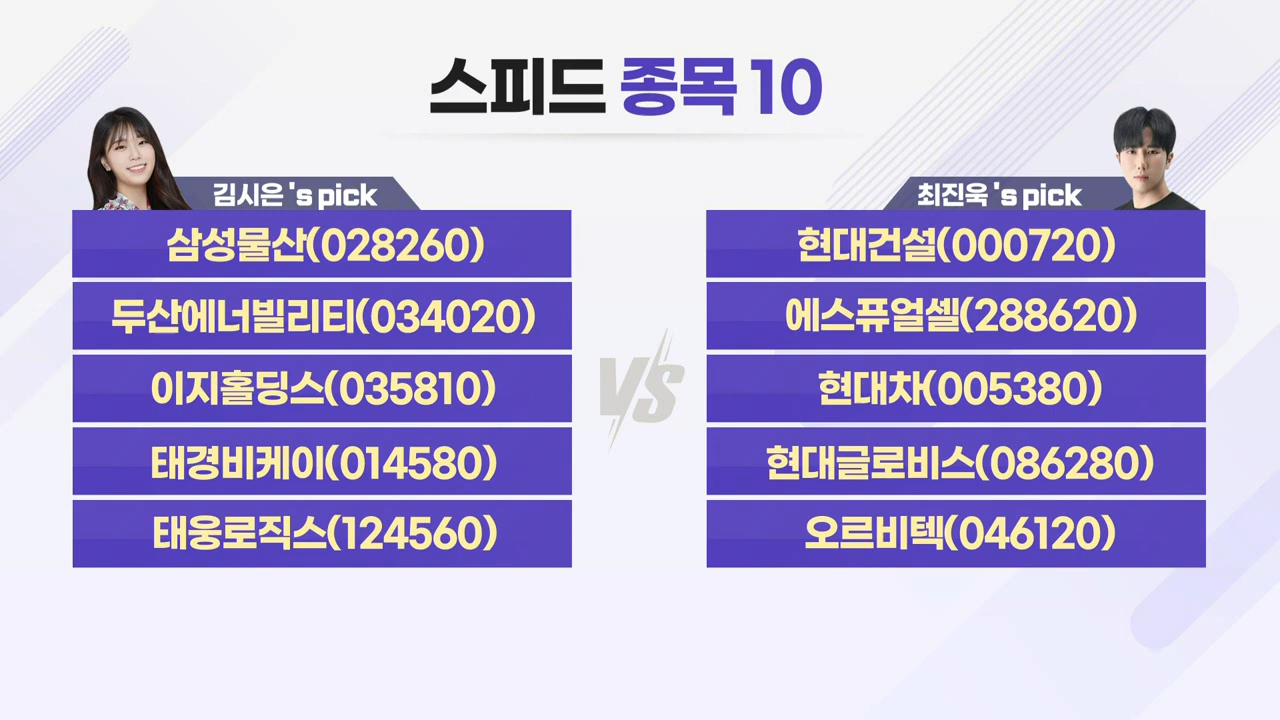 스피드 종목 10
김시은 's pick
삼성물산(028260)
두산에너빌리티(034020)
이지홀딩스(035810)
태경비케이(014580)
태웅로직스(124560)
VS
최진욱 's pick
현대건설(000720)
에스퓨얼셀(288620)
현대차(005380)
현대글로비스(086280)
오르비텍(046120)